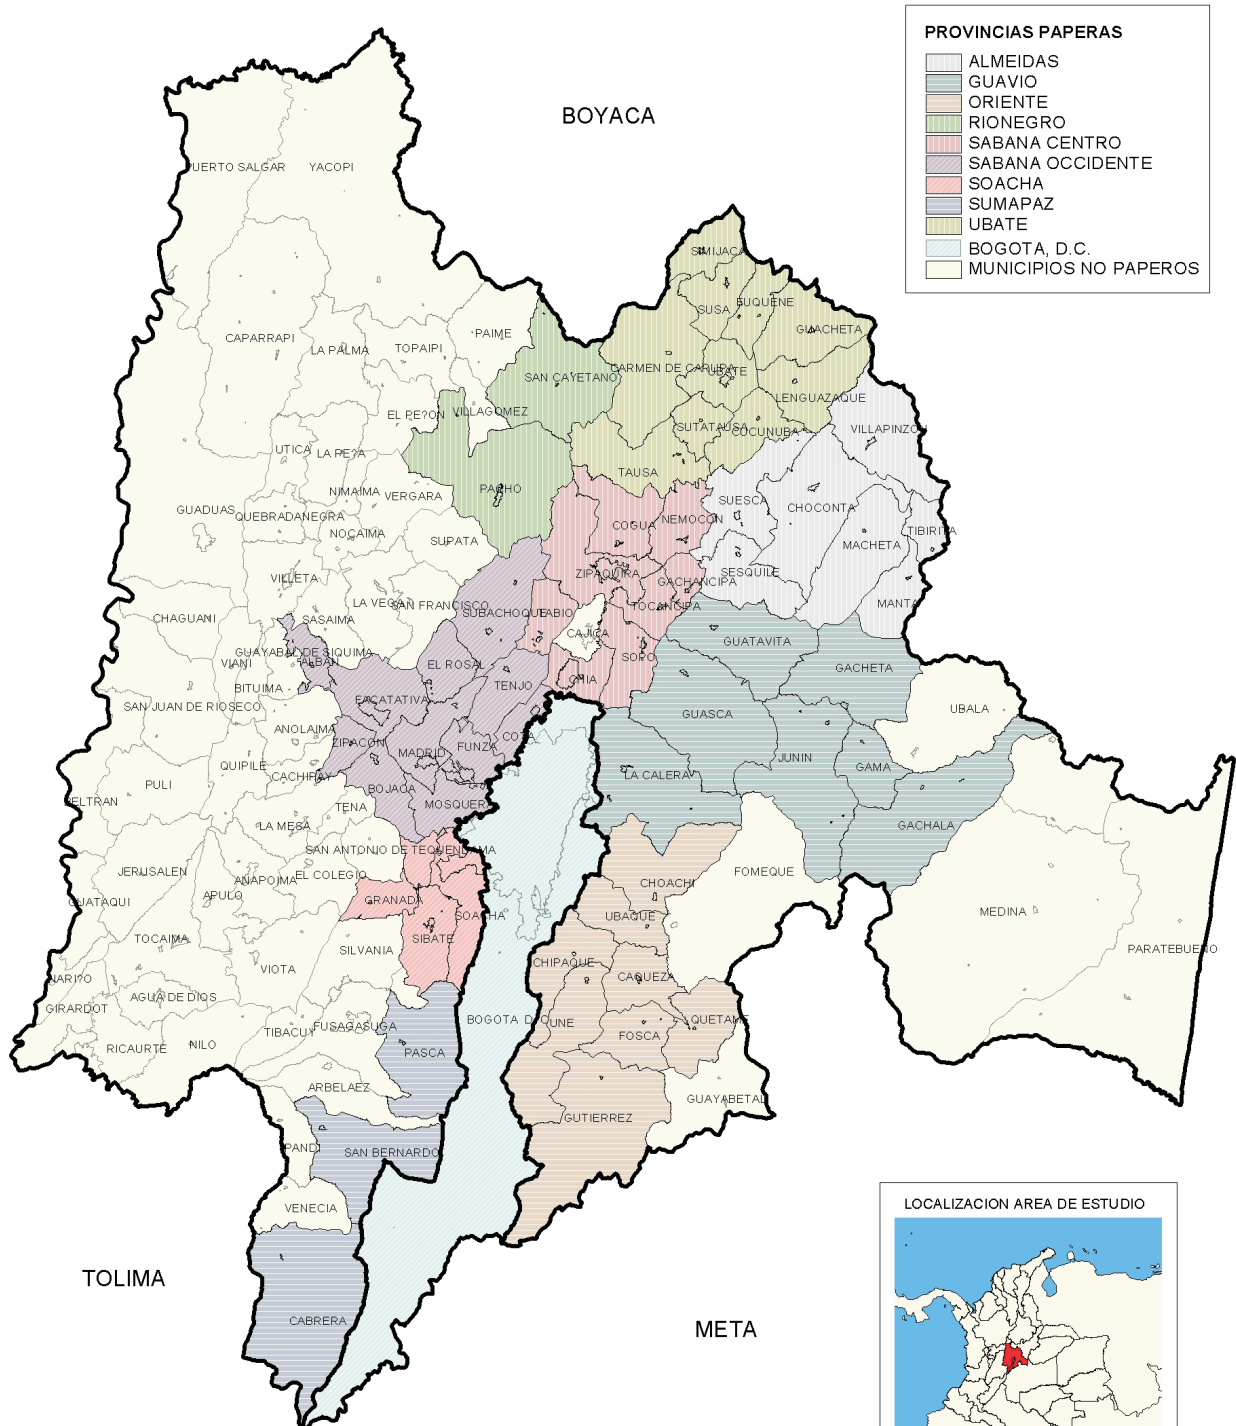 PROVINCIAS PAPERAS
ALMEIDAS
GUAVIO
ORIENTE
RIONEGRO
SABANA CENTRO
SABANA OCCIDENTE
SOACHA
SUMAPAZ
UBATE
BOGOTA, D.C.
MUNICIPIOS NO PAPEROS
BOYACA
PUERTO SALGAR
YACOPI
SIMIJACA
SUSA
FUQUENE
GUACHETA
CAPARRAPI
LA PALMA
TOPAIPI
PAIME
SAN CAYETANO
CARMEN DE CARUPA
UBATE
LENGUAZAQUE
EL PE?ON
VILLAGOMEZ
SUTATAUSA
CUCUNUBA
VILLAPINZON
UTICA
LA PE?A
TAUSA
NIMAIMA
VERGARA
PACHO
GUADUAS
QUEBRADANEGRA
NOCAIMA
SUPATA
COGUA
NEMOCON
SUESCA
CHOCONTA
TIBIRITA
MACHETA
VILLETA
ZIPAQUIRA
GACHANCIPA
SESQUILE
LA VEGA
SAN FRANCISCO
SUBACHOQUE
TABIO
TOCANCIPA
MANTA
CHAGUANI
SASAIMA
CAJICA
GUAYABAL DE SIQUIMA
ALBAN
VIANI
EL ROSAL
SOPO
GUATAVITA
GACHETA
BITUIMA
TENJO
CHIA
SAN JUAN DE RIOSECO
FACATATIVA
GUASCA
UBALA
ANOLAIMA
ZIPACON
MADRID
FUNZA
COTA
QUIPILE
CACHIPAY
LA CALERA
JUNIN
GAMA
PULI
BOJACA
BELTRAN
TENA
MOSQUERA
LA MESA
GACHALA
SAN ANTONIO DE TEQUENDAMA
JERUSALEN
ANAPOIMA
EL COLEGIO
FOMEQUE
GUATAQUI
APULO
GRANADA
CHOACHI
SOACHA
UBAQUE
MEDINA
TOCAIMA
SILVANIA
SIBATE
PARATEBUENO
VIOTA
CHIPAQUE
CAQUEZA
NARI?O
AGUA DE DIOS
GIRARDOT
TIBACUY
FUSAGASUGA
BOGOTA D.C.
UNE
FOSCA
QUETAME
RICAURTE
NILO
PASCA
ARBELAEZ
GUAYABETAL
GUTIERREZ
PANDI
SAN BERNARDO
VENECIA
LOCALIZACION AREA DE ESTUDIO
TOLIMA
CABRERA
META